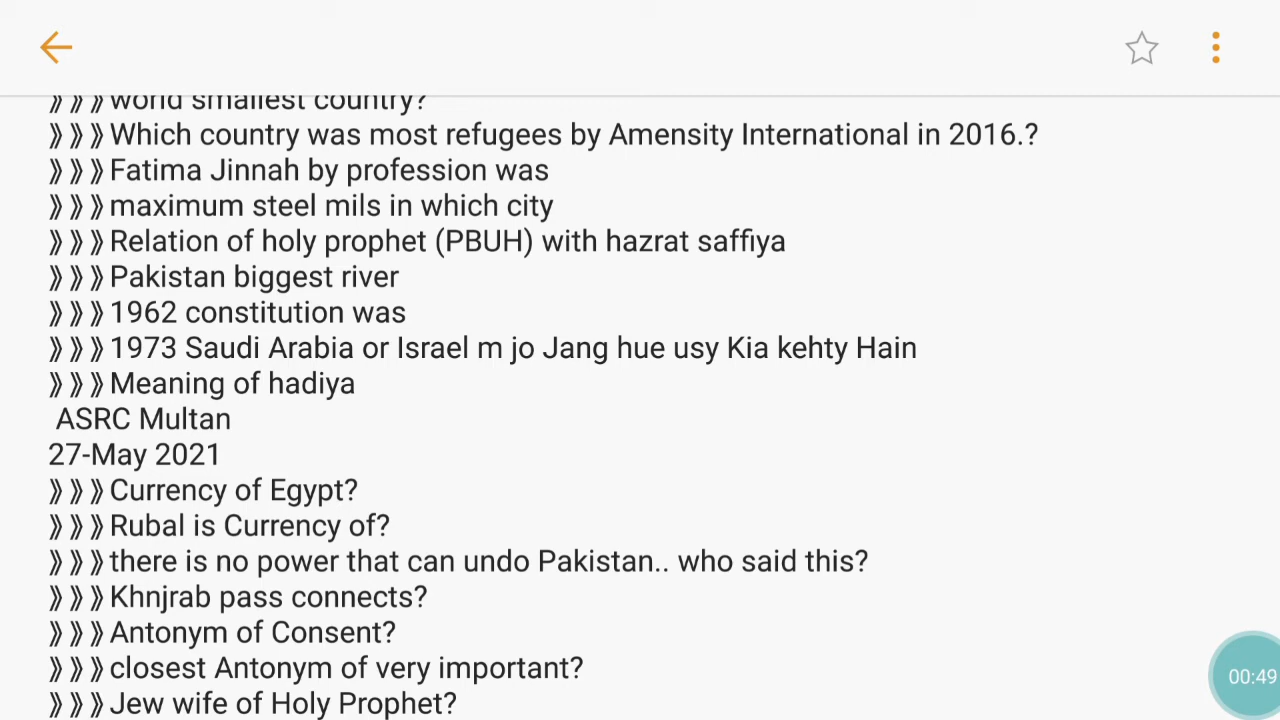 》》》world smallest country?
》》》Which country was most refugees by Amensity International in 2016.?
》》》Fatima Jinnah by profession was
》》》maximum steel mils in which city
》》》Relation of holy prophet (PBUH) with hazrat saffiya
》》》Pakistan biggest river
》》》1962 constitution was
》》》1973 Saudi Arabia or Israel m jo Jang hue usy Kia kehty Hain
》》》Meaning of hadiya
ASRC Multan
27-May 2021
》》》Currency of Egypt?
》》》Rubal is Currency of?
》》》there is no power that can undo Pakistan.. who said this?
》》》Khnjrab pass connects?
》》》Antonym of Consent?
》》》closest Antonym of very important?
》》》Jew wife of Holy Prophet?
00:49